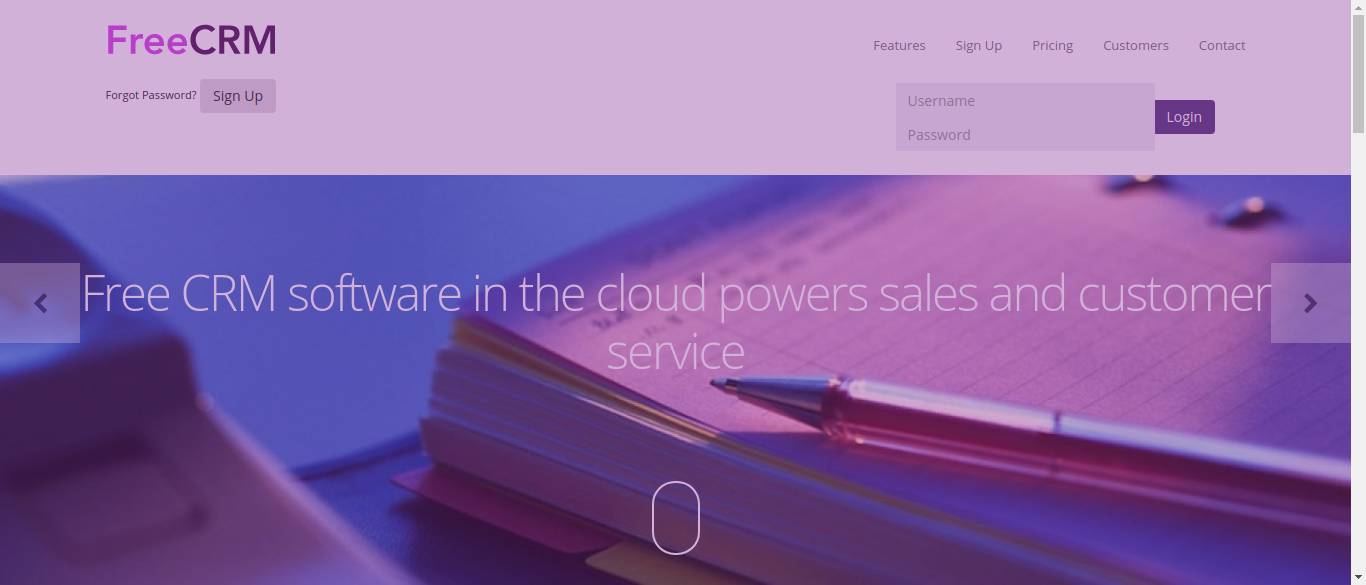 FreeCRM
Features Sign Up Pricing Customers Contact
Forgot Password? Sign Up
Username
Login
Password
Free CRM software in the cloud powers sales and customer
service